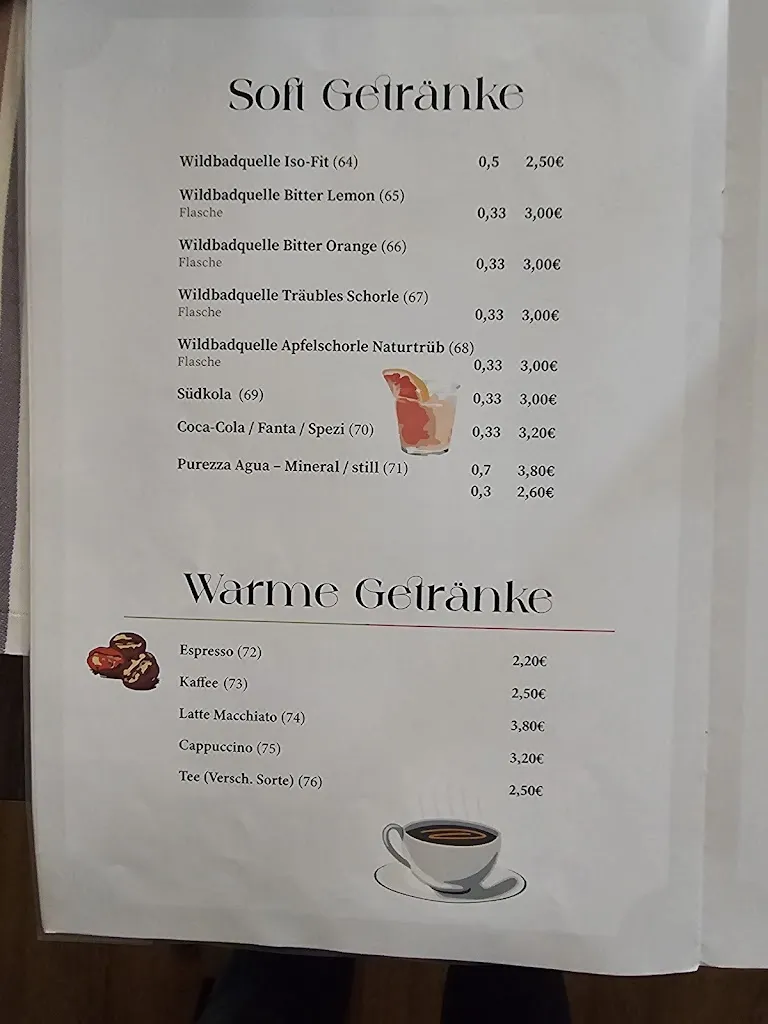 Soft Getränke
Wildbadquelle Iso-Fit (64) 0,5 2,50€
Wildbadquelle Bitter Lemon (65)
Flasche 0,33 3,00€
Wildbadquelle Bitter Orange (66)
Flasche 0,33 3,00€
Wildbadquelle Träubles Schorle (67)
Flasche 0,33 3,00€
Wildbadquelle Apfelschorle Naturtrüb (68)
Flasche 0,33 3,00€
Südkola (69) 0,33 3,00€
Coca-Cola / Fanta / Spezi (70) 0,33 3,20€
Purezza Agua – Mineral / still (71) 0,7 3,80€
0,3 2,60€
Warme Getränke
Espresso (72) 2,20€
Kaffee (73) 2,50€
Latte Macchiato (74) 3,80€
Cappuccino (75) 3,20€
Tee (Versch. Sorte) (76) 2,50€